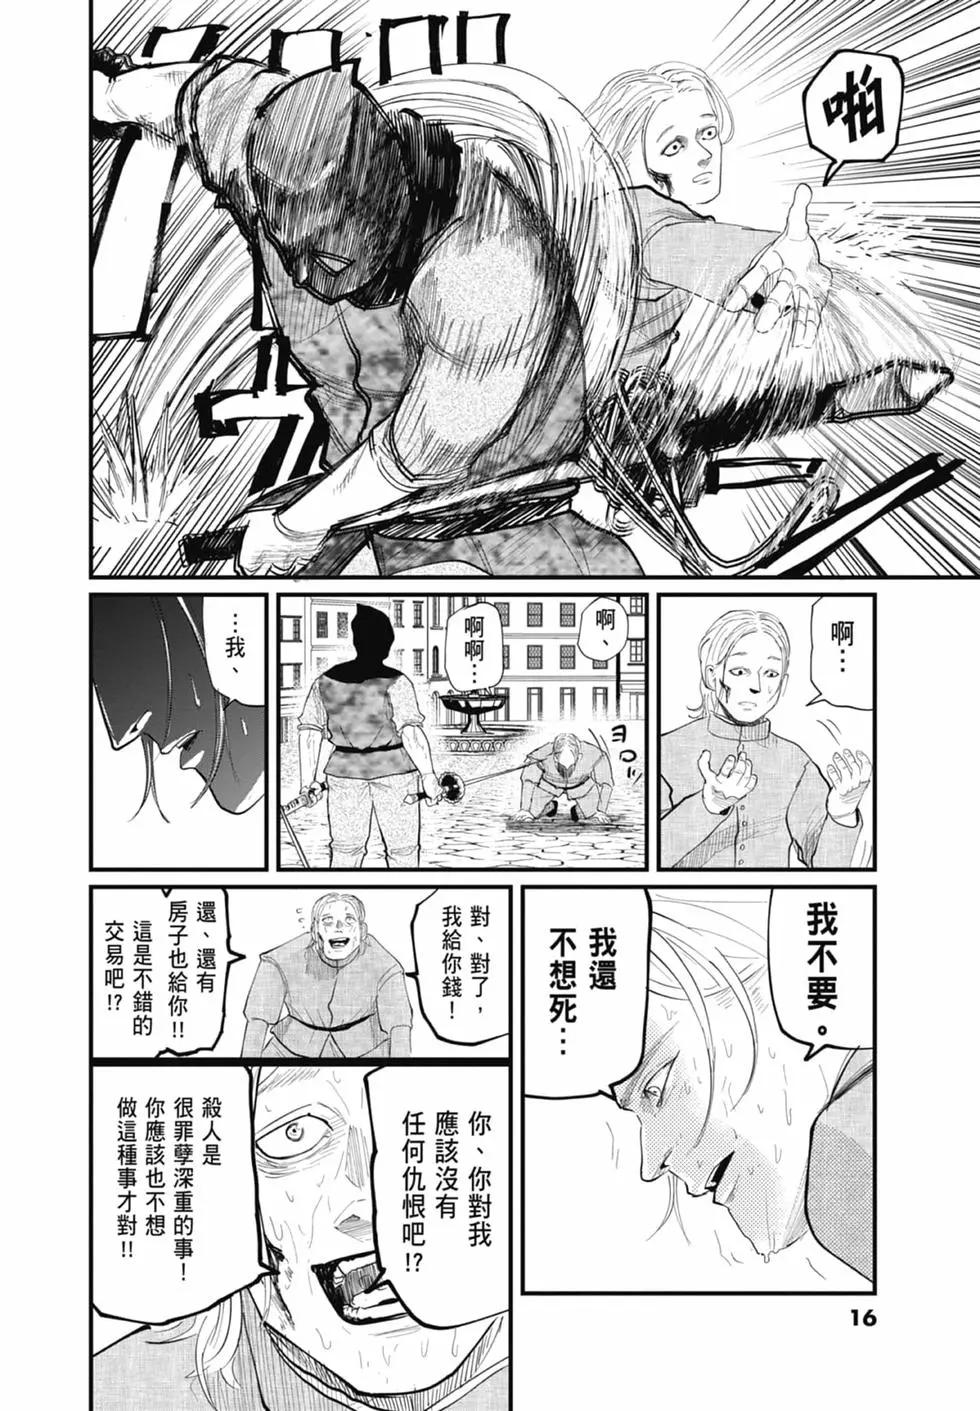 啪
啊…
啊、
啊啊…
ヨロ
…我、
我不要。
我還
不想死…
對、對了，
我給你錢！
還、還有
房子也給你!!
這是不錯的
交易吧!?
你、你對我
應該沒有
任何仇恨吧!?
殺人是
很罪孽深重的事！
你應該也不想
做這種事才對!!
16